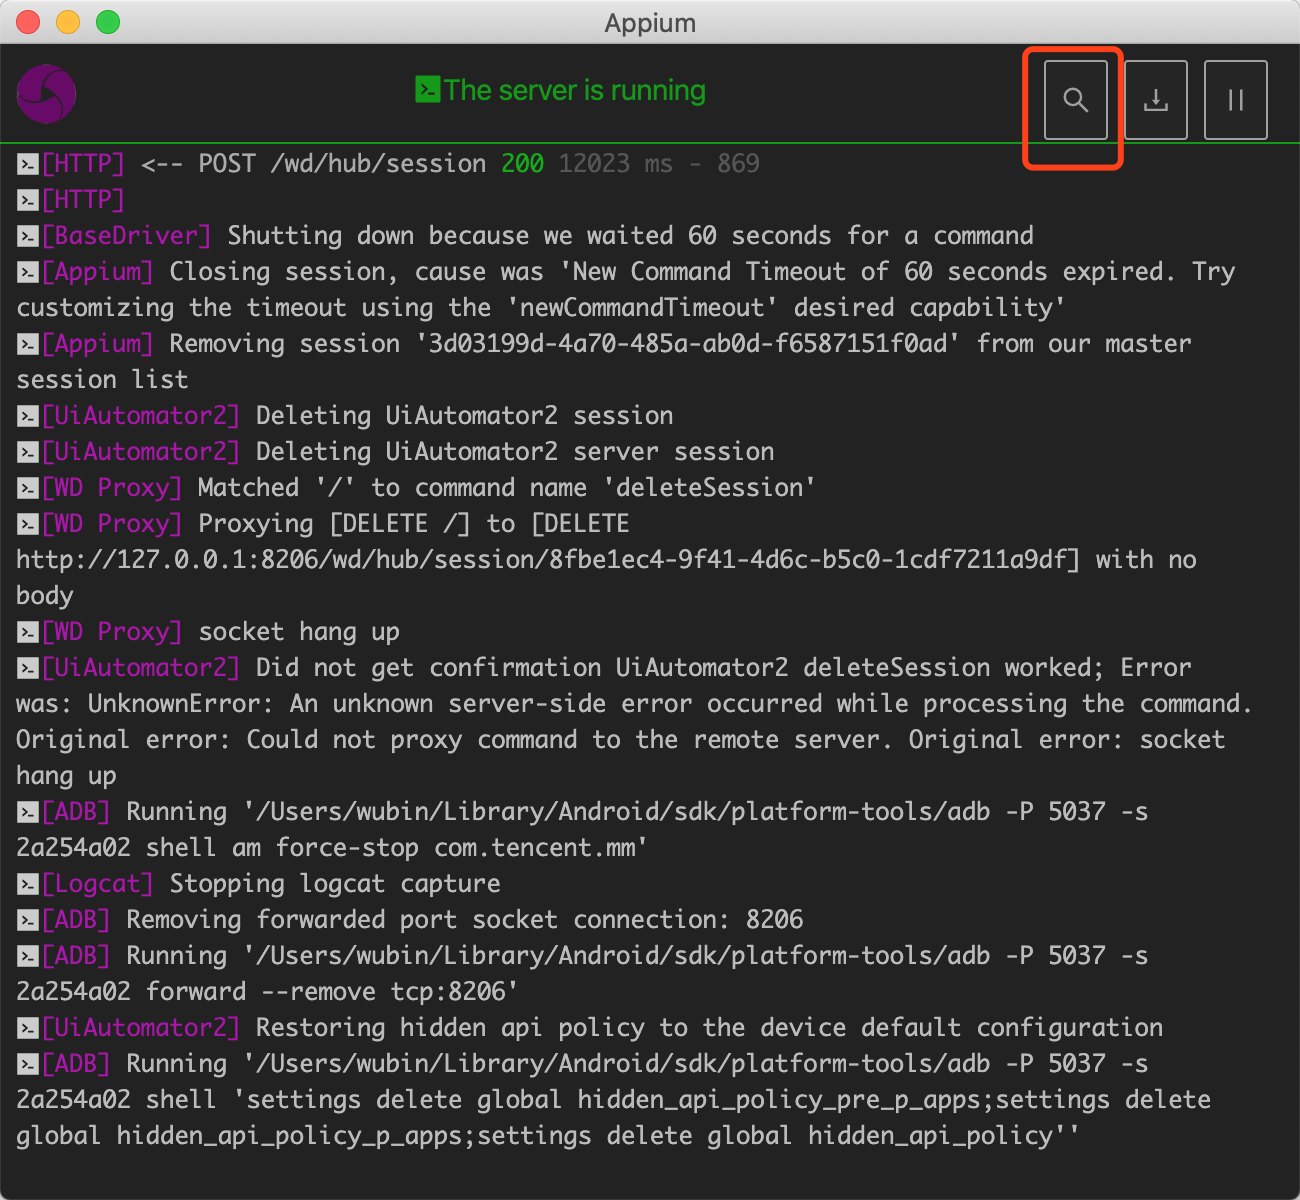 Appium
The server is running
[HTTP] <-- POST /wd/hub/session 200 12023 ms - 869
[HTTP]
[BaseDriver] Shutting down because we waited 60 seconds for a command
[Appium] Closing session, cause was 'New Command Timeout of 60 seconds expired. Try
customizing the timeout using the 'newCommandTimeout' desired capability'
[Appium] Removing session '3d03199d-4a70-485a-ab0d-f6587151f0ad' from our master
session list
[UiAutomator2] Deleting UiAutomator2 session
[UiAutomator2] Deleting UiAutomator2 server session
[WD Proxy] Matched '/' to command name 'deleteSession'
[WD Proxy] Proxying [DELETE /] to [DELETE
http://127.0.0.1:8206/wd/hub/session/8fbe1ec4-9f41-4d6c-b5c0-1cdf7211a9df] with no
body
[WD Proxy] socket hang up
[UiAutomator2] Did not get confirmation UiAutomator2 deleteSession worked; Error
was: UnknownError: An unknown server-side error occurred while processing the command.
Original error: Could not proxy command to the remote server. Original error: socket
hang up
[ADB] Running '/Users/wubin/Library/Android/sdk/platform-tools/adb -P 5037 -s
2a254a02 shell am force-stop com.tencent.mm'
[Logcat] Stopping logcat capture
[ADB] Removing forwarded port socket connection: 8206
[ADB] Running '/Users/wubin/Library/Android/sdk/platform-tools/adb -P 5037 -s
2a254a02 forward --remove tcp:8206'
[UiAutomator2] Restoring hidden api policy to the device default configuration
[ADB] Running '/Users/wubin/Library/Android/sdk/platform-tools/adb -P 5037 -s
2a254a02 shell 'settings delete global hidden_api_policy_pre_p_apps;settings delete
global hidden_api_policy_p_apps;settings delete global hidden_api_policy''